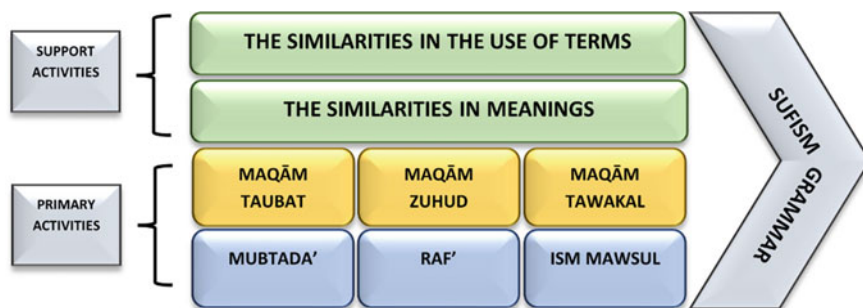 SUPPORT
ACTIVITIES
THE SIMILARITIES IN THE USE OF TERMS
THE SIMILARITIES IN MEANINGS
PRIMARY
ACTIVITIES
MAQĀM
TAUBAT
MAQĀM
ZUHUD
MAQĀM
TAWAKAL
MUBTADA’
RAF’
ISM MAWSUL
SUFISM
GRAMMAR